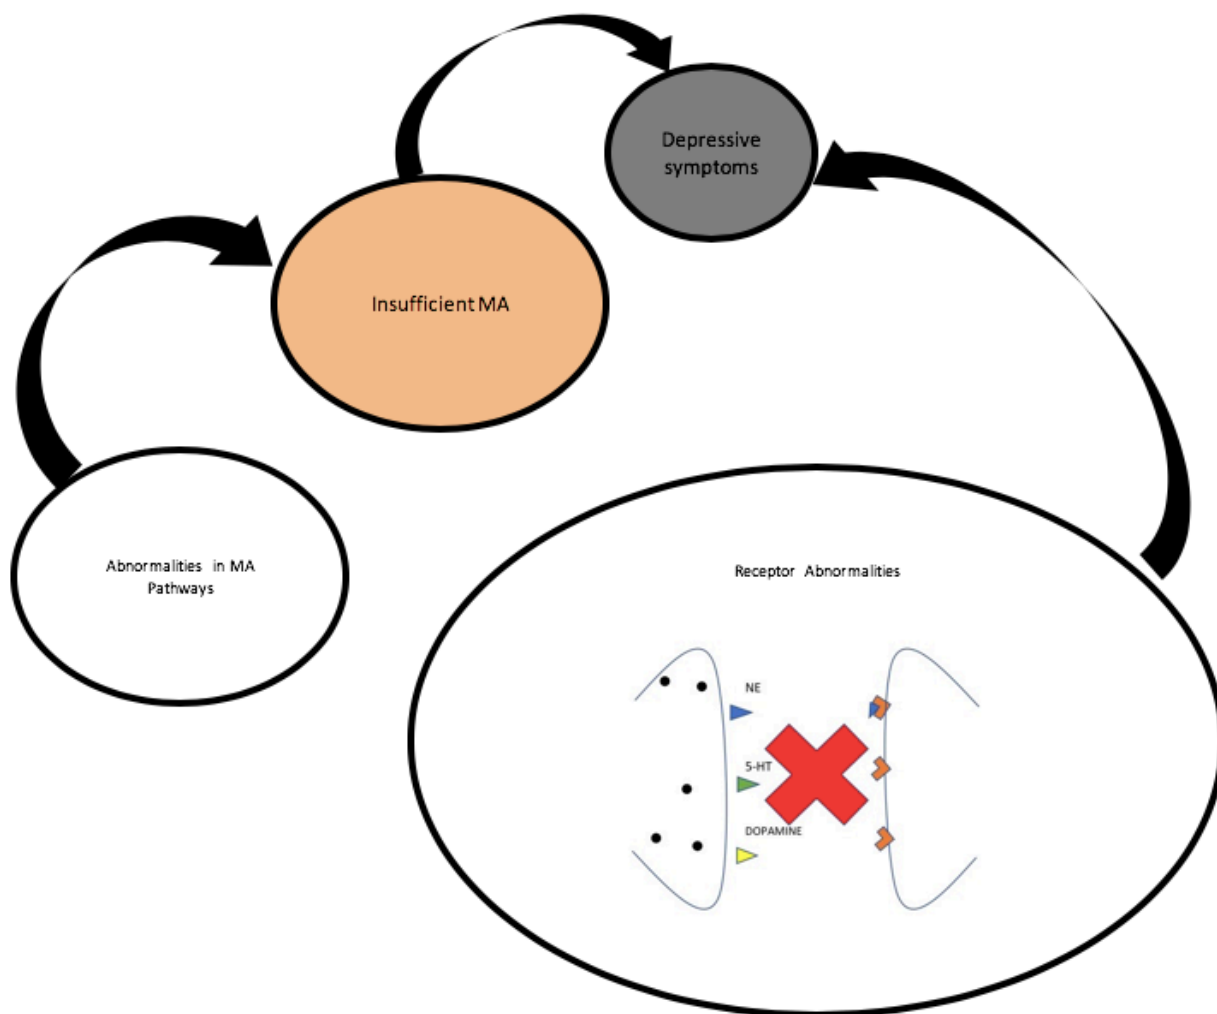 Depressive
symptoms
Insufficient MA
Abnormalities in MA
Pathways
Receptor Abnormalities
NE
5-HT
DOPAMINE